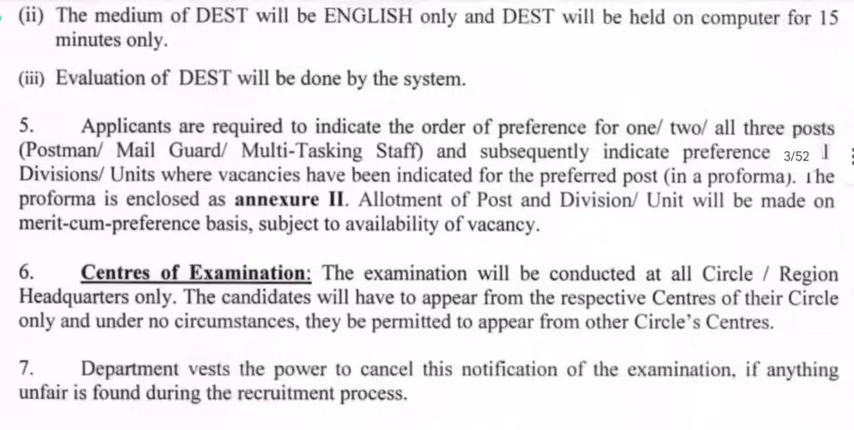 (ii) The medium of DEST will be ENGLISH only and DEST will be held on computer for 15
minutes only.
(iii) Evaluation of DEST will be done by the system.
5. Applicants are required to indicate the order of preference for one/ two/ all three posts
(Postman/ Mail Guard/ Multi-Tasking Staff) and subsequently indicate preference 3/52
Divisions/ Units where vacancies have been indicated for the preferred post (in a proforma). The
proforma is enclosed as annexure II. Allotment of Post and Division/ Unit will be made on
merit-cum-preference basis, subject to availability of vacancy.
6. Centres of Examination: The examination will be conducted at all Circle / Region
Headquarters only. The candidates will have to appear from the respective Centres of their Circle
only and under no circumstances, they be permitted to appear from other Circle's Centres.
7. Department vests the power to cancel this notification of the examination, if anything
unfair is found during the recruitment process.